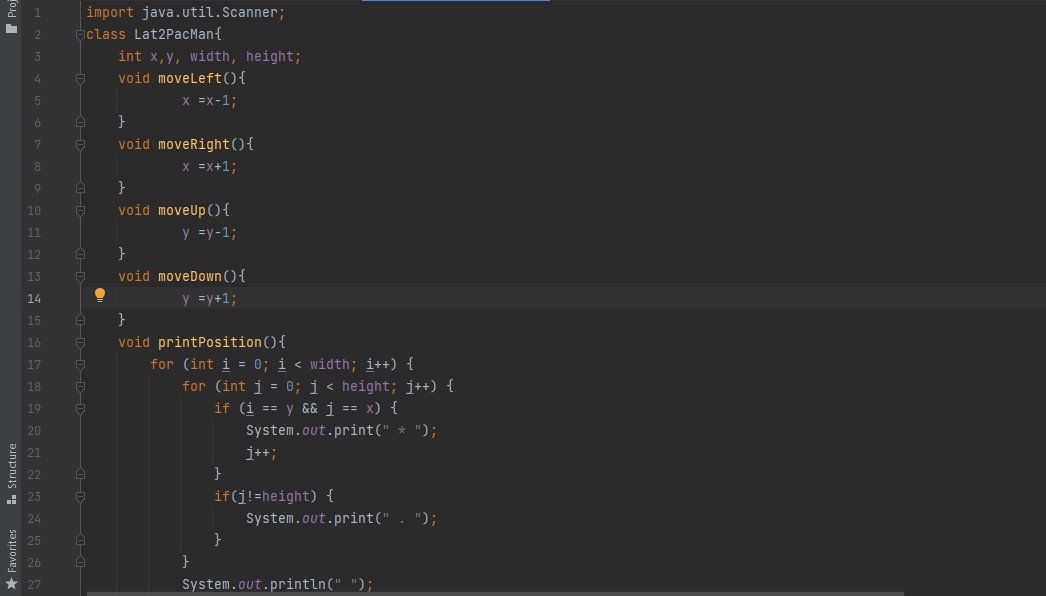 1 import java.util.Scanner;
2 class Lat2PacMan{
3 int x,y, width, height;
4 void moveLeft(){
5 x =x-1;
6 }
7 void moveRight(){
8 x =x+1;
9 }
10 void moveUp(){
11 y =y-1;
12 }
13 void moveDown(){
14 y =y+1;
15 }
16 void printPosition(){
17 for (int i = 0; i < width; i++) {
18 for (int j = 0; j < height; j++) {
19 if (i == y && j == x) {
20 System.out.print(" * ");
21 j++;
22 }
23 if(j!=height) {
24 System.out.print(" . ");
25 }
26 }
27 System.out.println(" ");
Structure
Favorites